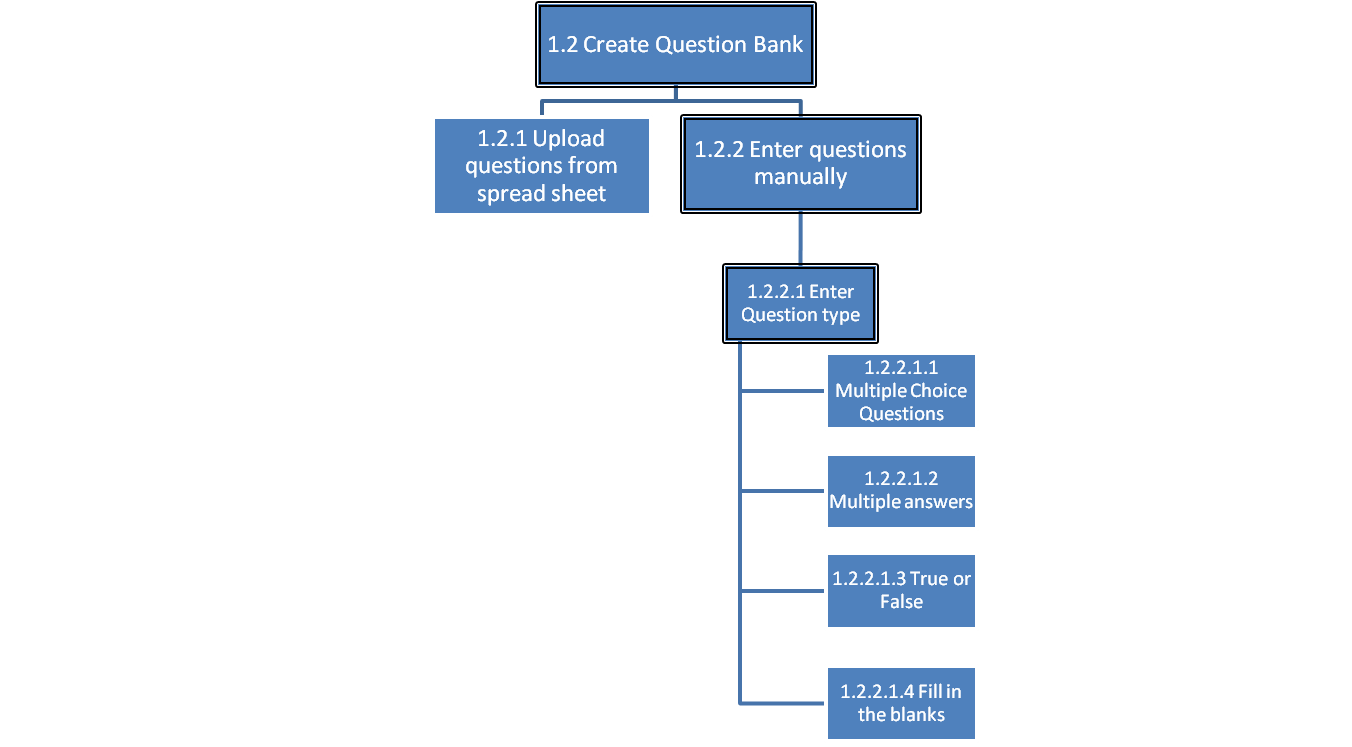 1.2 Create Question Bank
1.2.1 Upload
questions from
spread sheet
1.2.2 Enter questions
manually
1.2.2.1 Enter
Question type
1.2.2.1.1
Multiple Choice
Questions
1.2.2.1.2
Multiple answers
1.2.2.1.3 True or
False
1.2.2.1.4 Fill in
the blanks